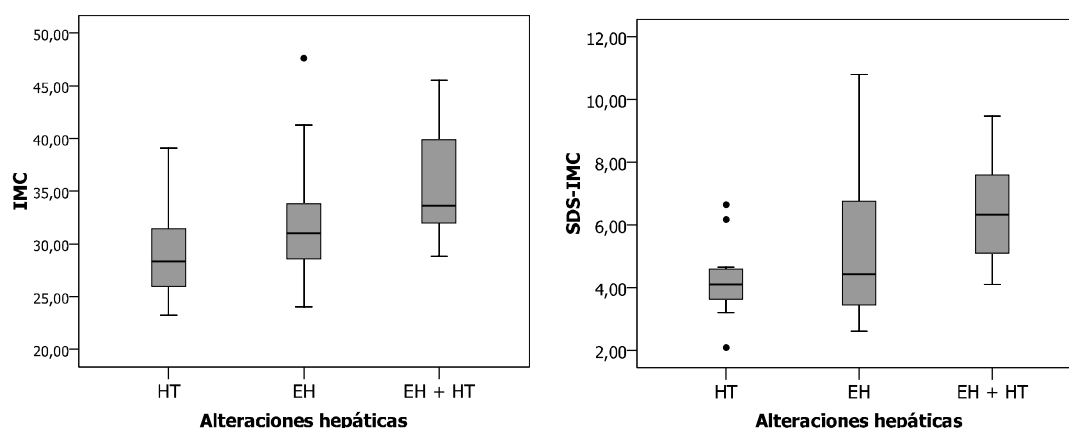 50,00
45,00
40,00
35,00
30,00
25,00
20,00
IMC
HT
EH
EH + HT
Alteraciones hepáticas
12,00
10,00
8,00
6,00
4,00
2,00
SDS-IMC
HT
EH
EH + HT
Alteraciones hepáticas